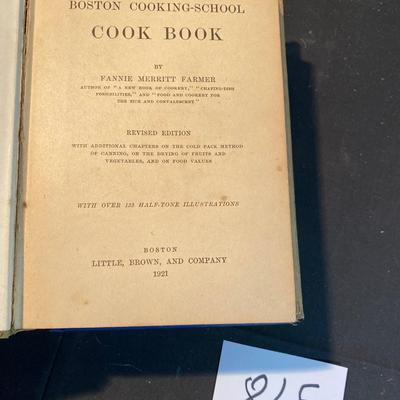 BOSTON COOKING-SCHOOL
COOK BOOK
BY
FANNIE MERRITT FARMER
AUTHOR OF "A NEW BOOK OF COOKERY," "CHAFING-DISH
POSSIBILITIES," AND "FOOD AND COOKERY FOR
THE SICK AND CONVALESCENT."
REVISED EDITION
WITH ADDITIONAL CHAPTERS ON THE COLD PACK METHOD
OF CANNING, ON THE DRYING OF FRUITS AND
VEGETABLES, AND ON FOOD VALUES
WITH OVER 133 HALF-TONE ILLUSTRATIONS
BOSTON
LITTLE, BROWN, AND COMPANY
1921